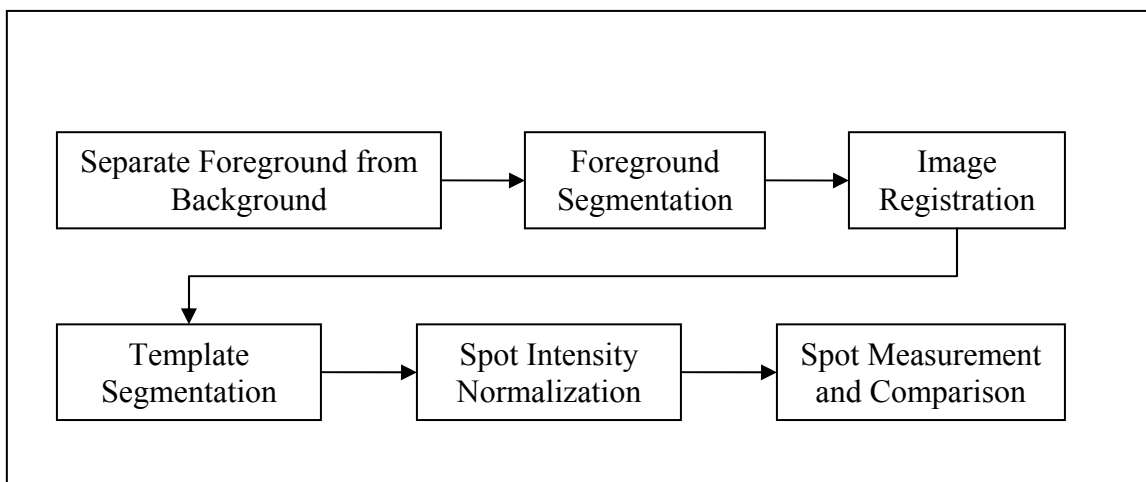 Separate Foreground from
Background
Foreground
Segmentation
Image
Registration
Template
Segmentation
Spot Intensity
Normalization
Spot Measurement
and Comparison